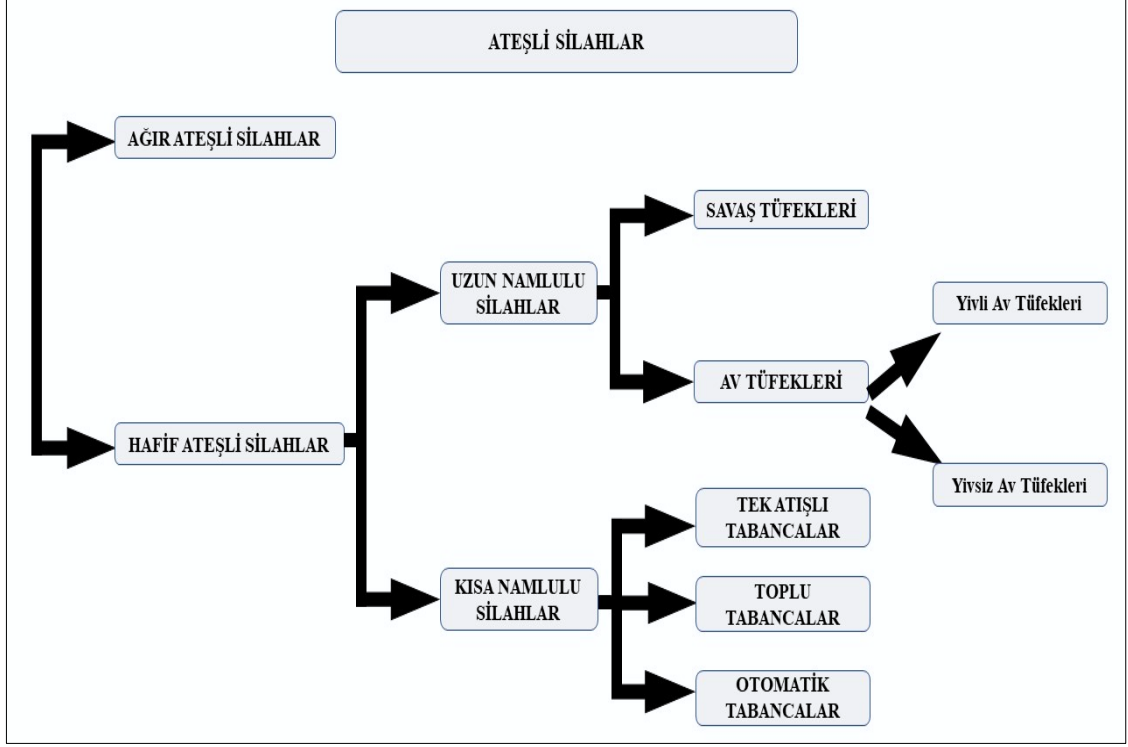 ATEŞLİ SİLAHLAR
AĞIR ATEŞLİ SİLAHLAR
HAFİF ATEŞLİ SİLAHLAR
UZUN NAMLULU
SİLAHLAR
KISA NAMLULU
SİLAHLAR
SAVAŞ TÜFEKLERİ
AV TÜFEKLERİ
Yivli Av Tüfekleri
Yivsiz Av Tüfekleri
TEK ATIŞLI
TABANCALAR
TOPLU
TABANCALAR
OTOMATİK
TABANCALAR